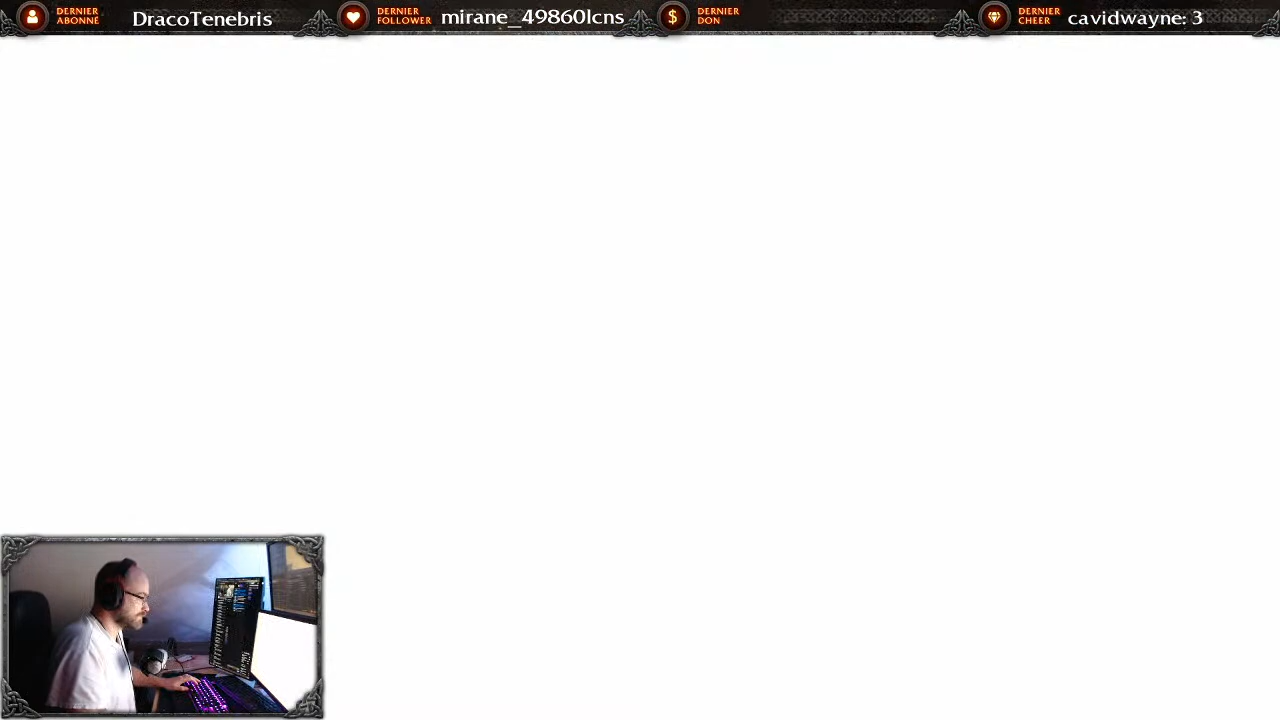 DERNIER
ABONNÉ
DracoTenebris
DERNIER
FOLLOWER
mirane_49860lcns
DERNIER
DON
DERNIER
CHEER
cavidwayne: 3